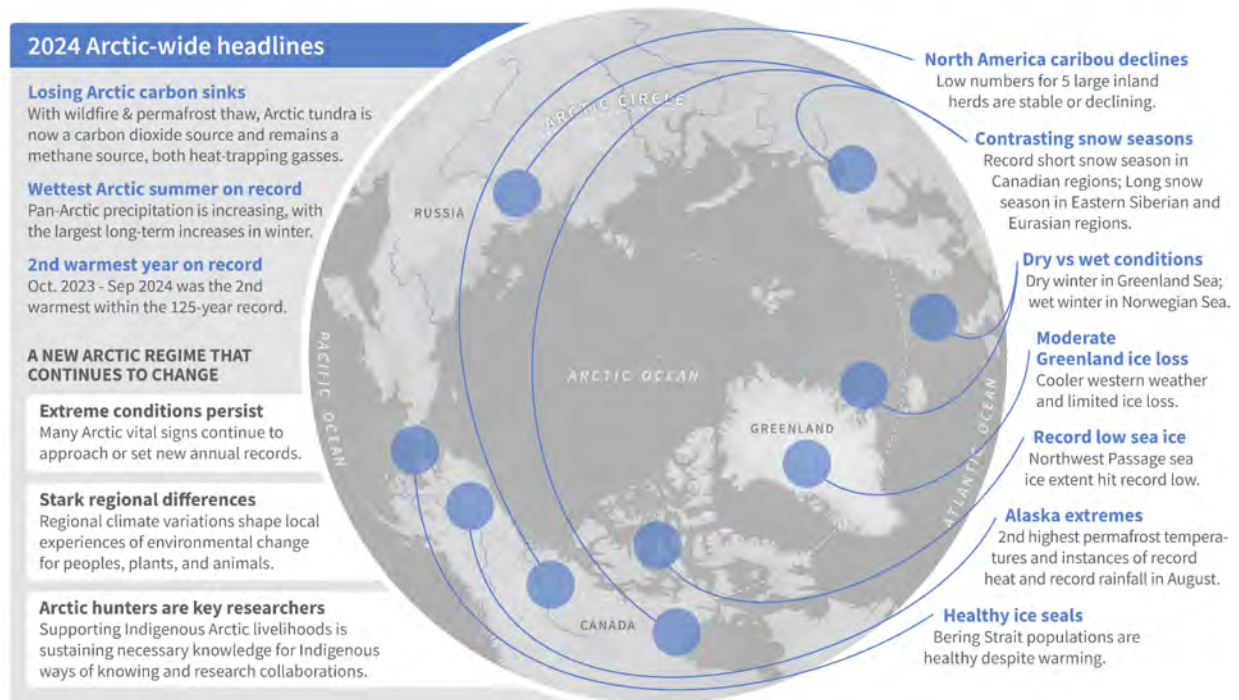 2024 Arctic-wide headlines
Losing Arctic carbon sinks
With wildfire & permafrost thaw, Arctic tundra is
now a carbon dioxide source and remains a
methane source, both heat-trapping gasses.
Wettest Arctic summer on record
Pan-Arctic precipitation is increasing, with
the largest long-term increases in winter.
2nd warmest year on record
Oct. 2023 - Sep 2024 was the 2nd
warmest within the 125-year record.
A NEW ARCTIC REGIME THAT
CONTINUES TO CHANGE
Extreme conditions persist
Many Arctic vital signs continue to
approach or set new annual records.
Stark regional differences
Regional climate variations shape local
experiences of environmental change
for peoples, plants, and animals.
Arctic hunters are key researchers
Supporting Indigenous Arctic livelihoods is
sustaining necessary knowledge for Indigenous
ways of knowing and research collaborations.
ARCTIC CIRCLE
RUSSIA
PACIFIC OCEAN
ARCTIC OCEAN
GREENLAND
ATLANTIC OCEAN
CANADA
North America caribou declines
Low numbers for 5 large inland
herds are stable or declining.
Contrasting snow seasons
Record short snow season in
Canadian regions; Long snow
season in Eastern Siberian and
Eurasian regions.
Dry vs wet conditions
Dry winter in Greenland Sea;
wet winter in Norwegian Sea.
Moderate
Greenland ice loss
Cooler western weather
and limited ice loss.
Record low sea ice
Northwest Passage sea
ice extent hit record low.
Alaska extremes
2nd highest permafrost tempera-
tures and instances of record
heat and record rainfall in August.
Healthy ice seals
Bering Strait populations are
healthy despite warming.